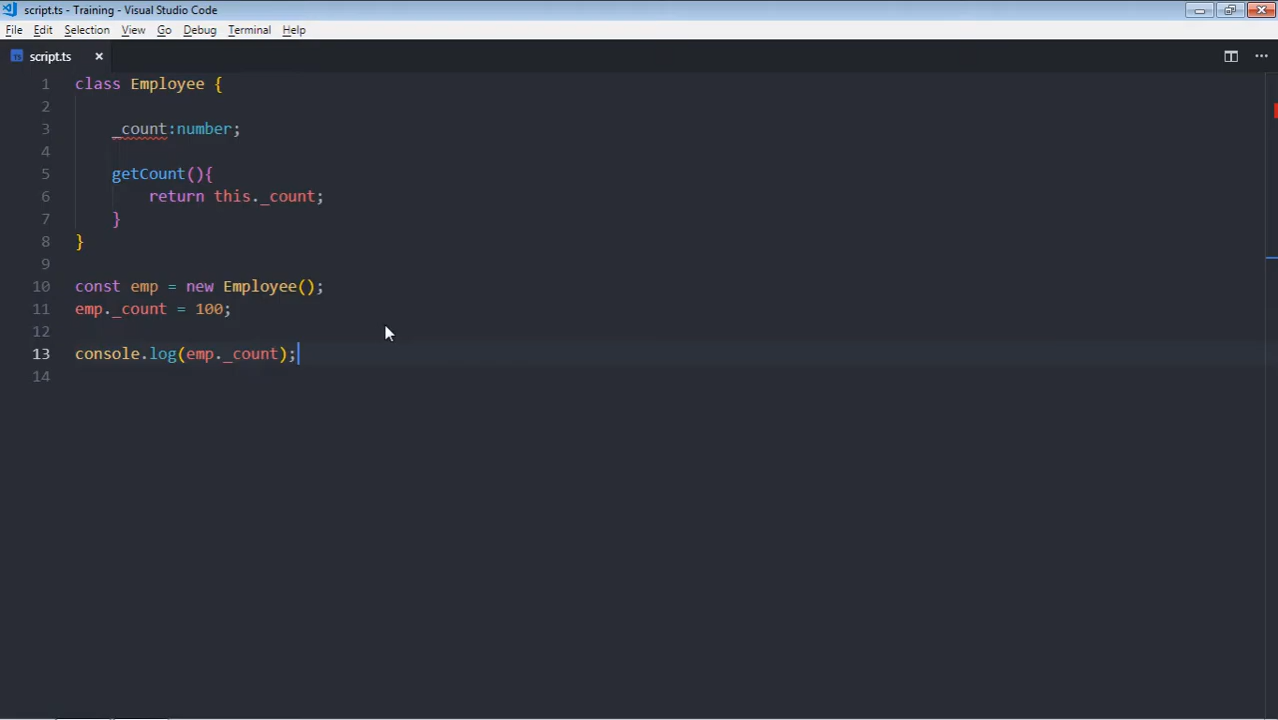 script.ts - Training - Visual Studio Code
File Edit Selection View Go Debug Terminal Help
TS script.ts ×
1 class Employee {
2
3     _count:number;
4
5     getCount(){
6         return this._count;
7     }
8 }
9
10 const emp = new Employee();
11 emp._count = 100;
12
13 console.log(emp._count);
14